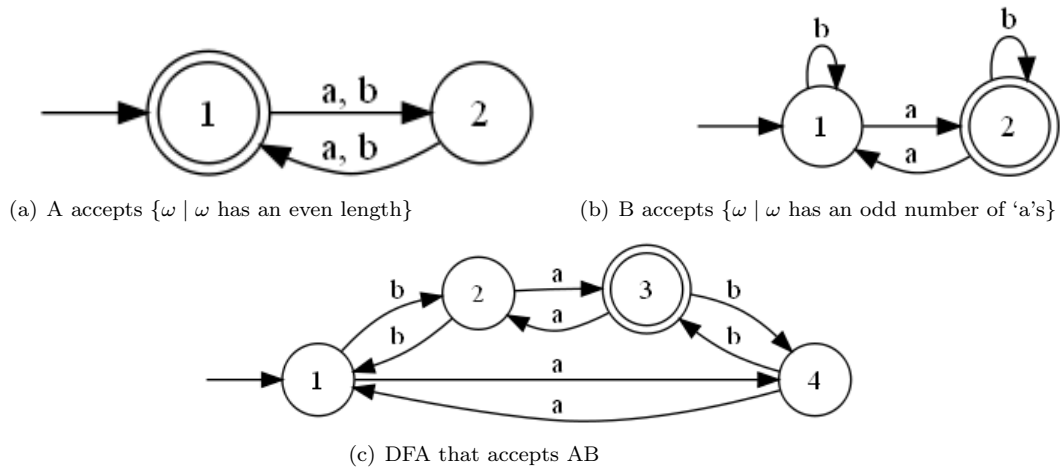 b
b
1
a, b
2
a, b
1
a
2
a
(a) A accepts {ω | ω has an even length}
(b) B accepts {ω | ω has an odd number of ‘a’s}
b
2
a
3
b
a
b
b
1
a
4
a
(c) DFA that accepts AB